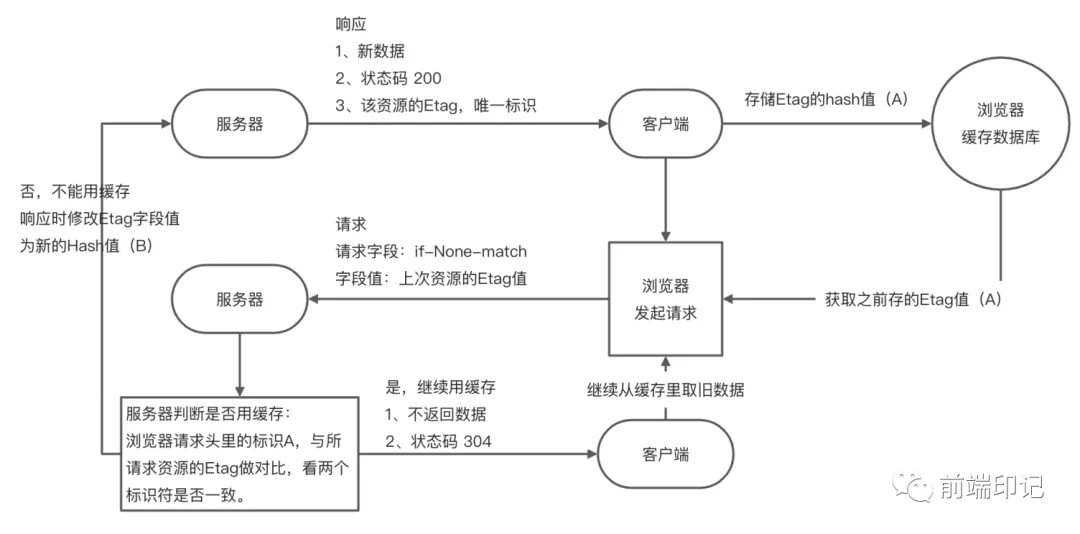 响应
1、新数据
2、状态码 200
3、该资源的Etag，唯一标识
服务器
客户端
存储Etag的hash值（A）
浏览器
缓存数据库
否，不能用缓存
响应时修改Etag字段值
为新的Hash值（B）
请求
请求字段：if-None-match
字段值：上次资源的Etag值
服务器
浏览器
发起请求
获取之前存的Etag值（A）
服务器判断是否用缓存：
浏览器请求头里的标识A，与所
请求资源的Etag做对比，看两个
标识符是否一致。
是，继续用缓存
1、不返回数据
2、状态码 304
继续从缓存里取旧数据
客户端
前端印记